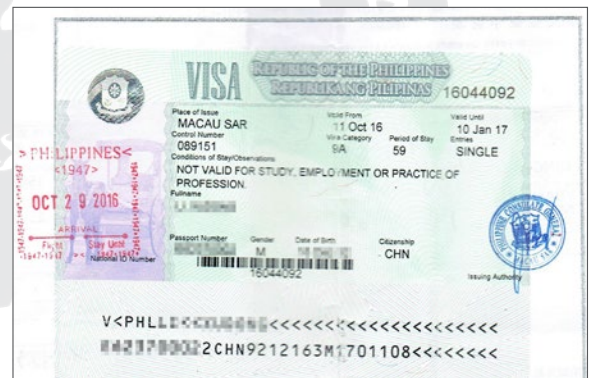 VISA REPUBLIC OF THE PHILIPPINES
REPUBLIKA NG PILIPINAS 16044092
Place of Issue Valid From Valid Until
MACAU SAR 11 Oct 16 10 Jan 17
Control Number Visa Category Period of Stay Entries
089151 9A 59 SINGLE
Conditions of Stay/Observations
NOT VALID FOR STUDY, EMPLOYMENT OR PRACTICE OF
PROFESSION.
Fullname
>PHILIPPINES<
<1947>
OCT 29 2016
ARRIVAL
Flight Stay Until
National ID Number
Passport Number Gender Date of Birth Citizenship
M CHN
16044092
Issuing Authority
V<PHL
2CHN9212163M1701108<<<<<<<<